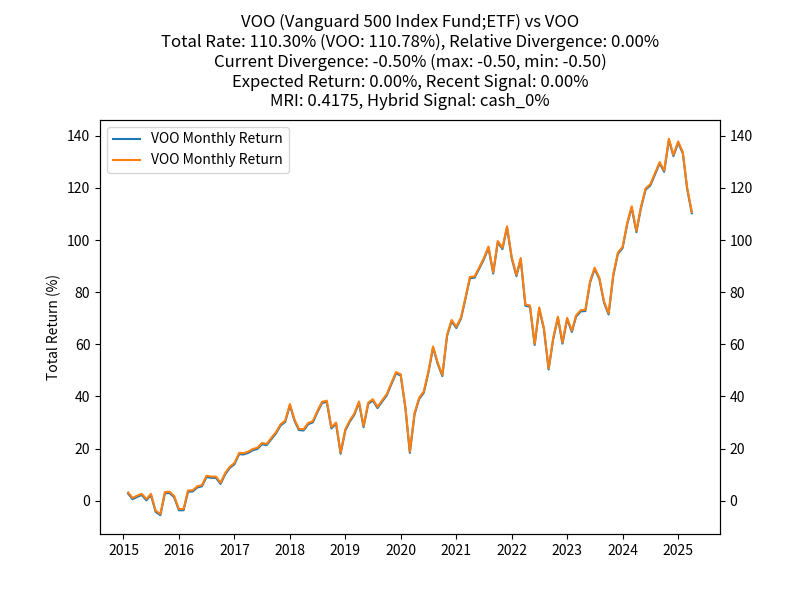 VOO (Vanguard 500 Index Fund;ETF) vs VOO
Total Rate: 110.30% (VOO: 110.78%), Relative Divergence: 0.00%
Current Divergence: -0.50% (max: -0.50, min: -0.50)
Expected Return: 0.00%, Recent Signal: 0.00%
MRI: 0.4175, Hybrid Signal: cash_0%
VOO Monthly Return
VOO Monthly Return
Total Return (%)
140
120
100
80
60
40
20
0
140
120
100
80
60
40
20
0
2015 2016 2017 2018 2019 2020 2021 2022 2023 2024 2025